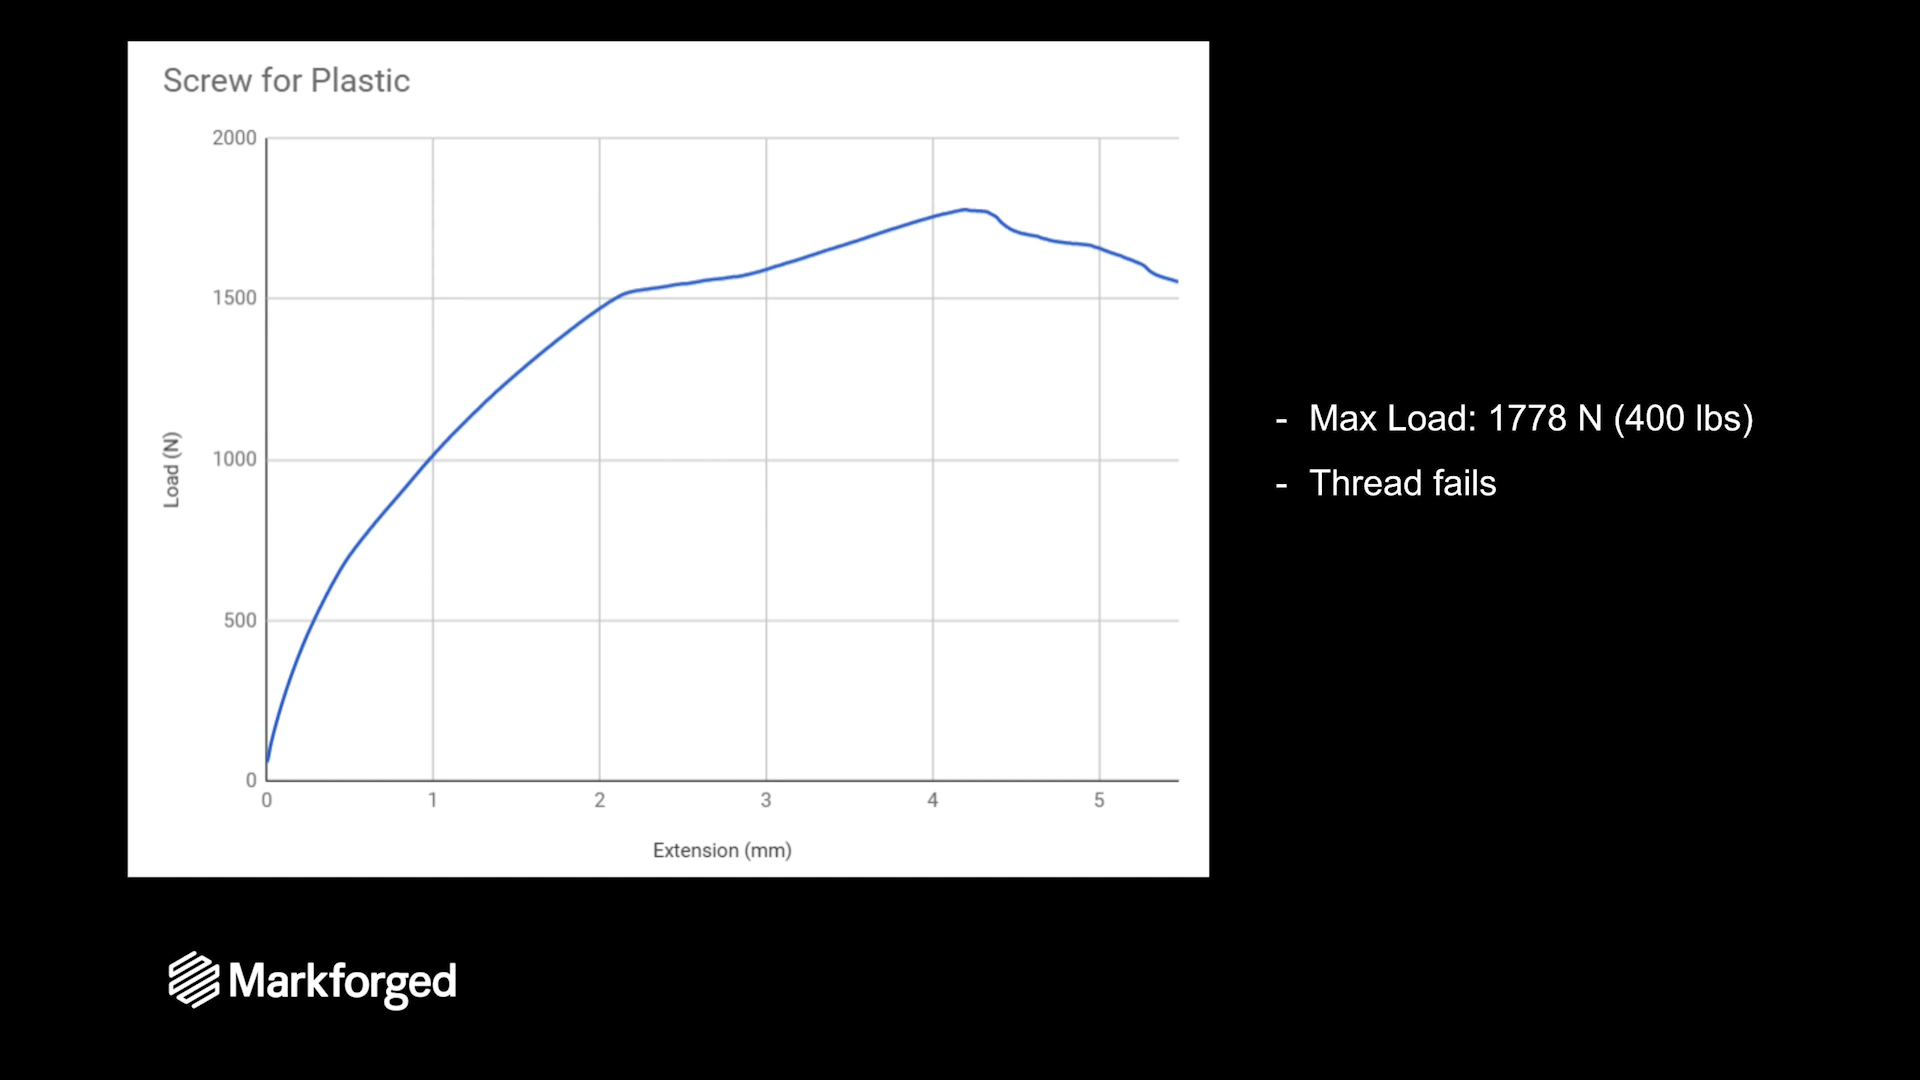 Screw for Plastic
2000
1500
1000
500
0
Load (N)
0 1 2 3 4 5
Extension (mm)
- Max Load: 1778 N (400 lbs)
- Thread fails
Markforged